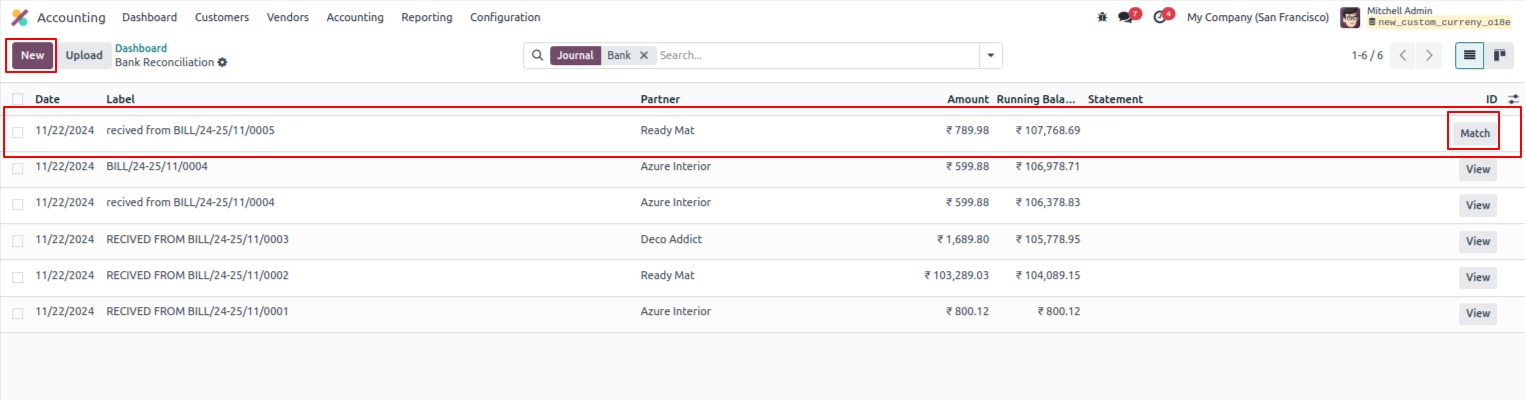 Accounting Dashboard Customers Vendors Accounting Reporting Configuration 7 4 My Company (San Francisco) Mitchell Admin
new_custom_curreny_o18e
New Upload Dashboard
Bank Reconciliation
Journal Bank Search...
1-6 / 6
Date Label Partner Amount Running Bala... Statement ID
11/22/2024 recived from BILL/24-25/11/0005 Ready Mat ₹ 789.98 ₹ 107,768.69 Match
11/22/2024 BILL/24-25/11/0004 Azure Interior ₹ 599.88 ₹ 106,978.71 View
11/22/2024 recived from BILL/24-25/11/0004 Azure Interior ₹ 599.88 ₹ 106,378.83 View
11/22/2024 RECIVED FROM BILL/24-25/11/0003 Deco Addict ₹ 1,689.80 ₹ 105,778.95 View
11/22/2024 RECIVED FROM BILL/24-25/11/0002 Ready Mat ₹ 103,289.03 ₹ 104,089.15 View
11/22/2024 RECIVED FROM BILL/24-25/11/0001 Azure Interior ₹ 800.12 ₹ 800.12 View